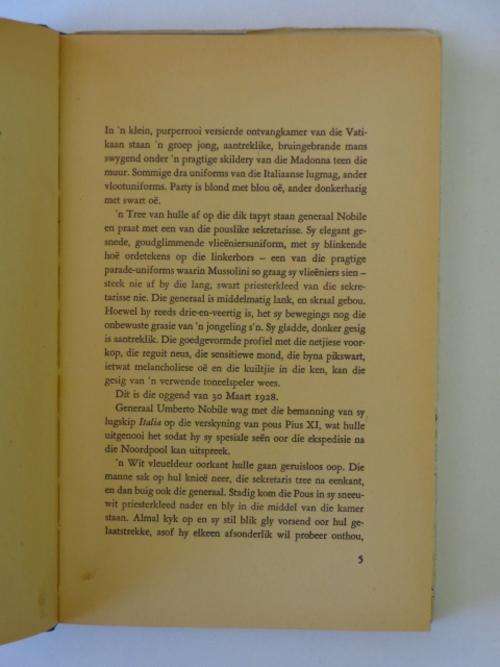 In 'n klein, purperrooi versierde ontvangkamer van die Vati-
kaan staan 'n groep jong, aantreklike, bruingebrande mans
swygend onder 'n pragtige skildery van die Madonna teen die
muur. Sommige dra uniforms van die Italiaanse lugmag, ander
vlootuniforms. Party is blond met blou oë, ander donkerharig
met swart oë.
'n Tree van hulle af op die dik tapyt staan generaal Nobile
en praat met een van die pouslike sekretarisse. Sy elegant ge-
snede, goudglimmende vlieëniersuniform, met sy blinkende
hoë ordetekens op die linkerbors – een van die pragtige
parade-uniforms waarin Mussolini so graag sy vlieëniers sien –
steek nie af by die lang, swart priesterkleed van die sekre-
tarisse nie. Die generaal is middelmatig lank, en skraal gebou.
Hoewel hy reeds drie-en-veertig is, het sy bewegings nog die
onbewuste grasie van 'n jongeling s'n. Sy gladde, donker gesig
is aantreklik. Die goedgevormde profiel met die netjiese voor-
kop, die reguit neus, die sensitiewe mond, die byna pikswart,
ietwat melancholiese oë en die kuiltjie in die ken, kan die
gesig van 'n verwende toneelspeler wees.
Dit is die oggend van 30 Maart 1928.
Generaal Umberto Nobile wag met die bemanning van sy
lugskip Italia op die verskyning van pous Pius XI, wat hulle
uitgenooi het sodat hy sy spesiale seën oor die ekspedisie na
die Noordpool kan uitspreek.
'n Wit vleueldeur oorkant hulle gaan geruisloos oop. Die
manne sak op hul knieë neer, die sekretaris tree na eenkant,
en dan buig ook die generaal. Stadig kom die Pous in sy sneeu-
wit priesterkleed nader en bly in die middel van die kamer
staan. Almal kyk op en sy stil blik gly vorsend oor hul ge-
laatstrekke, asof hy elkeen afsonderlik wil probeer onthou,
5